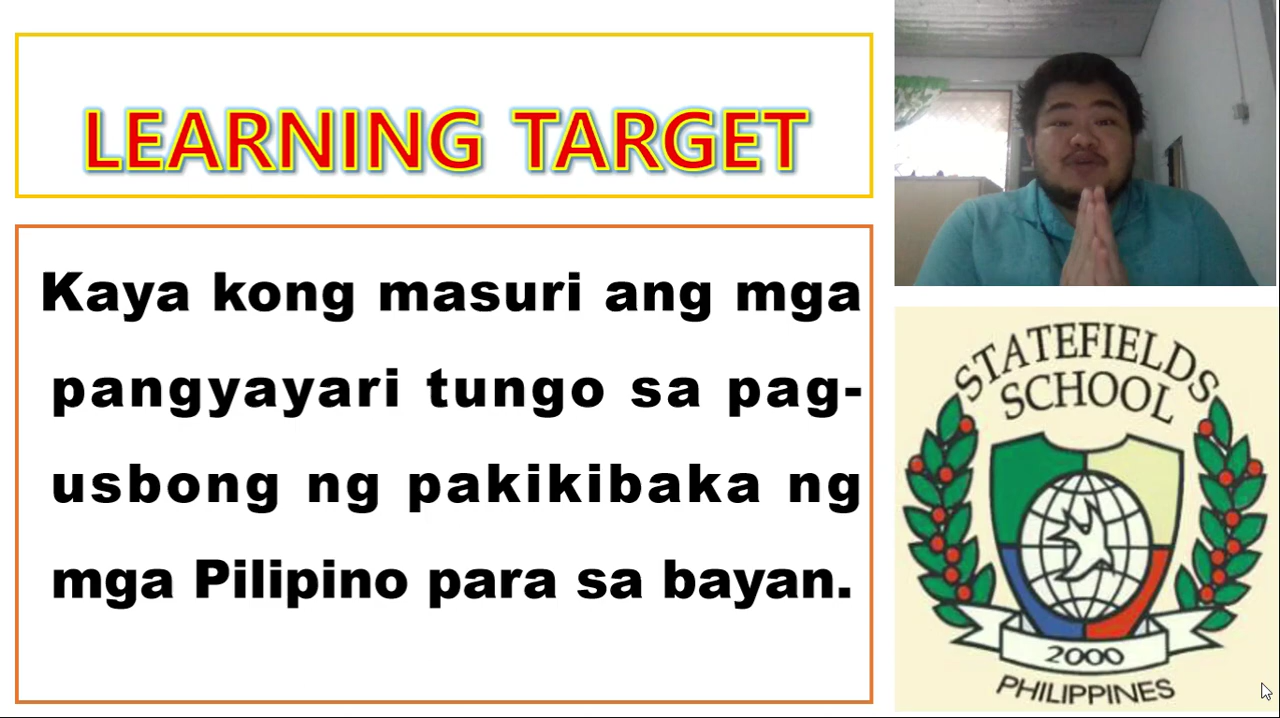 LEARNING TARGET
Kaya kong masuri ang mga
pangyayari tungo sa pag-
usbong ng pakikibaka ng
mga Pilipino para sa bayan.
STATEFIELDS
SCHOOL
2000
PHILIPPINES